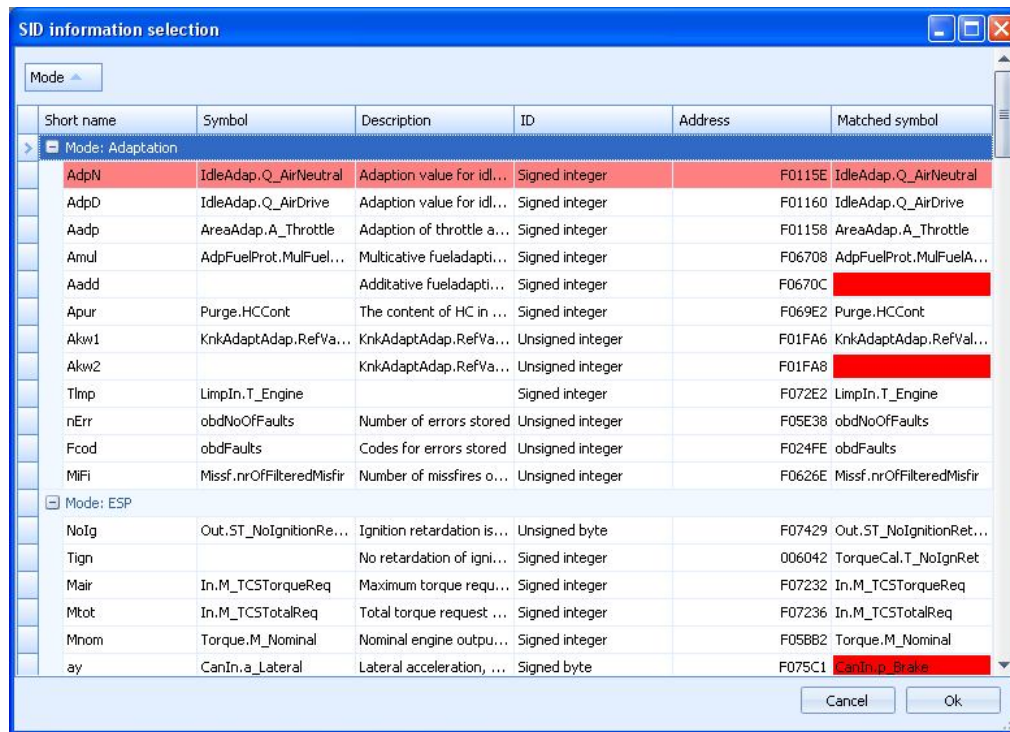 SID information selection
Mode
Short name Symbol Description ID Address Matched symbol
Mode: Adaptation
AdpN IdleAdap.Q_AirNeutral Adaption value for idl... Signed integer F0115E IdleAdap.Q_AirNeutral
AdpD IdleAdap.Q_AirDrive Adaption value for idl... Signed integer F01160 IdleAdap.Q_AirDrive
Aadp AreaAdap.A_Throttle Adaption of throttle a... Signed integer F01158 AreaAdap.A_Throttle
Amul AdpFuelProt.MulFuel... Multicative fueladapti... Signed integer F06708 AdpFuelProt.MulFuelA...
Aadd Additative fueladapti... Signed integer F0670C
Apur Purge.HCCont The content of HC in ... Signed integer F069E2 Purge.HCCont
Akw1 KnkAdaptAdap.RefVa... KnkAdaptAdap.RefVa... Unsigned integer F01FA6 KnkAdaptAdap.RefVal...
Akw2 KnkAdaptAdap.RefVa... Unsigned integer F01FA8
TImp LimpIn.T_Engine Signed integer F072E2 LimpIn.T_Engine
nErr obdNoOfFaults Number of errors stored Unsigned integer F05E38 obdNoOfFaults
Fcod obdFaults Codes for errors stored Unsigned integer F024FE obdFaults
MiFi Missf.nrOfFilteredMisfir Number of missfires o... Unsigned integer F0626E Missf.nrOfFilteredMisfir
Mode: ESP
NoIg Out.ST_NoIgnitionRe... Ignition retardation is... Unsigned byte F07429 Out.ST_NoIgnitionRet...
Tign No retardation of igni... Signed integer 006042 TorqueCal.T_NoIgnRet
Mair In.M_TCSTorqueReq Maximum torque requ... Signed integer F07232 In.M_TCSTorqueReq
Mtot In.M_TCSTotalReq Total torque request ... Signed integer F07236 In.M_TCSTotalReq
Mnom Torque.M_Nominal Nominal engine outpu... Signed integer F05BB2 Torque.M_Nominal
ay CanIn.a_Lateral Lateral acceleration, ... Signed byte F075C1 CanIn.p_Brake
Cancel Ok